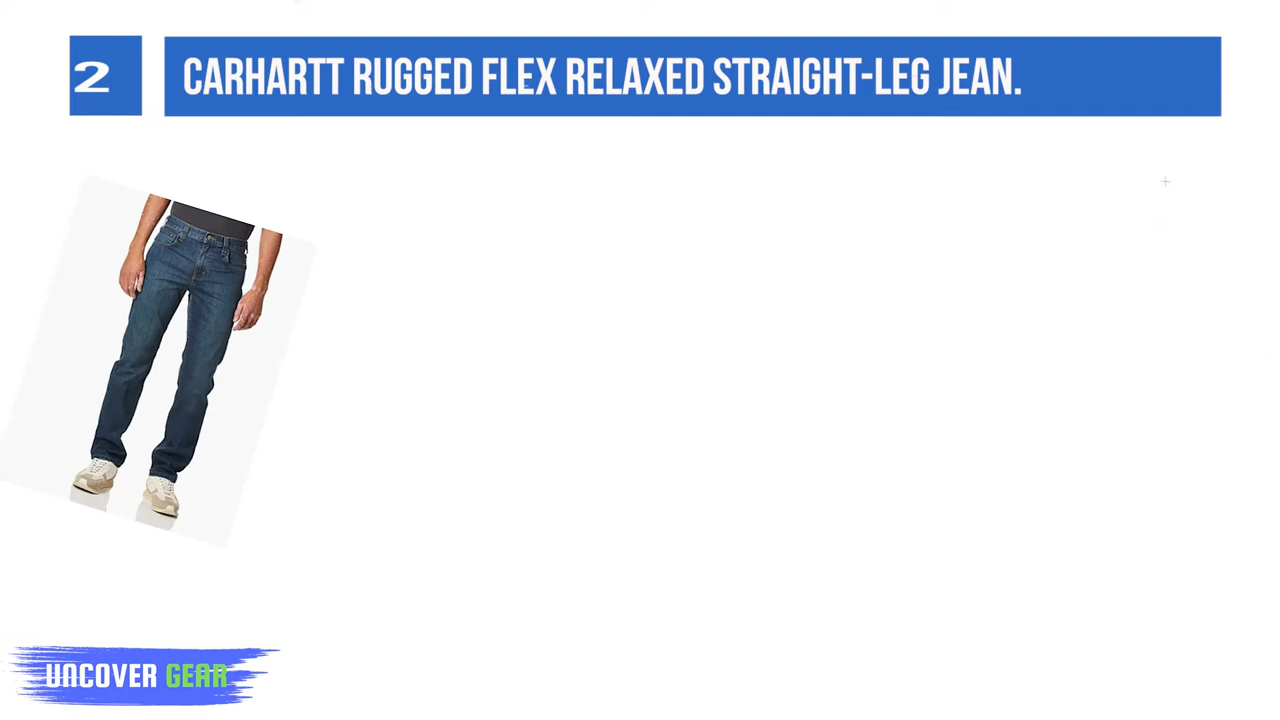 2
CARHARTT RUGGED FLEX RELAXED STRAIGHT-LEG JEAN.
UNCOVER GEAR